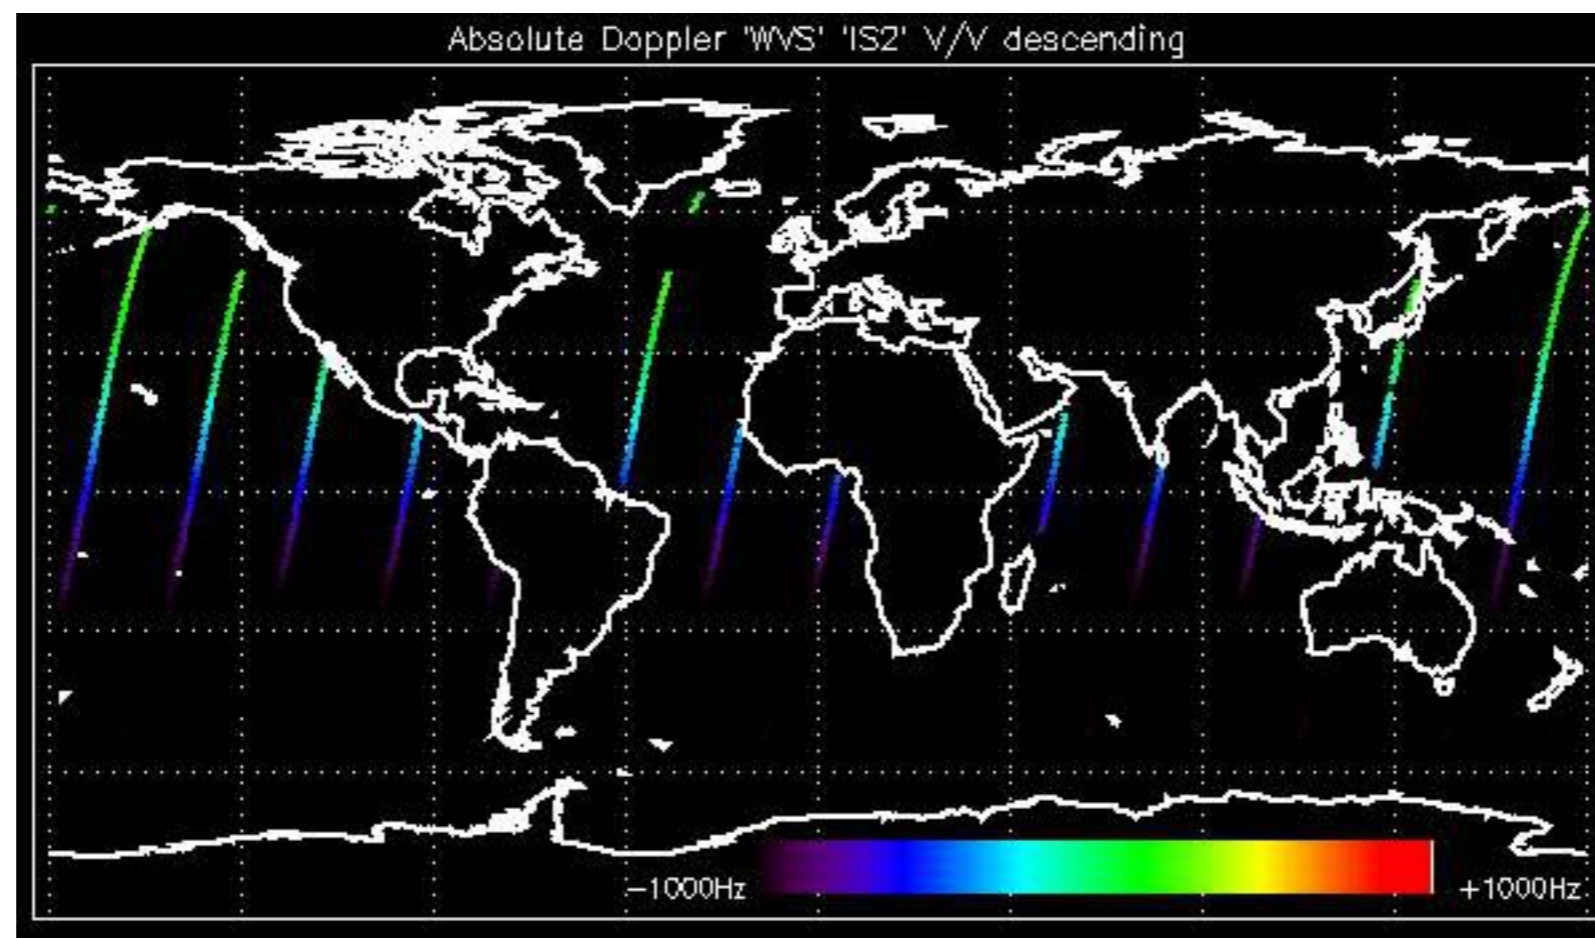 Absolute Doppler 'WVS' 'IS2' V/V descending
−1000Hz
+1000Hz